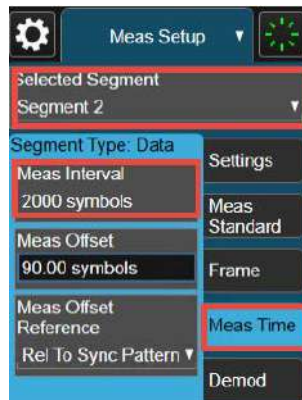 Meas Setup
Selected Segment
Segment 2
Segment Type: Data
Meas Interval
2000 symbols
Meas Offset
90.00 symbols
Meas Offset
Reference
Rel To Sync Pattern
Settings
Meas
Standard
Frame
Meas Time
Demod